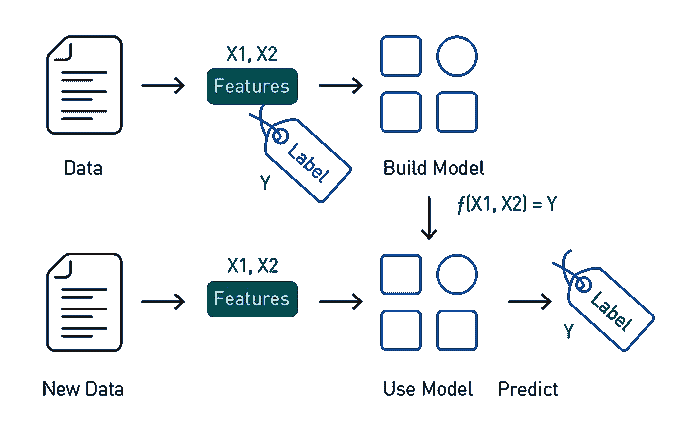 X1, X2
Features
Label
Y
Data
Build Model
f(X1, X2) = Y
X1, X2
Features
Label
Y
New Data
Use Model
Predict